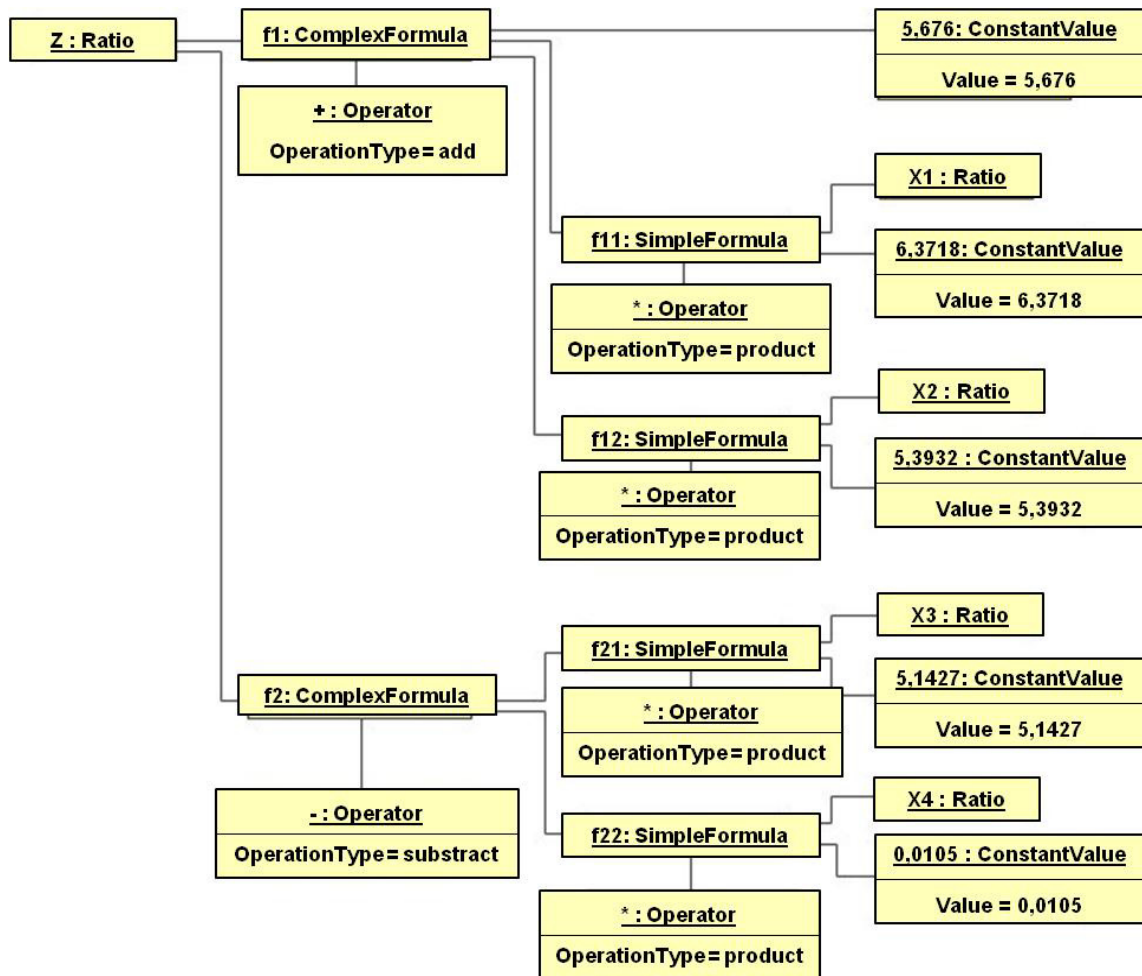 Z : Ratio
f1: ComplexFormula
5,676: ConstantValue
Value = 5,676
+ : Operator
OperationType= add
X1 : Ratio
f11: SimpleFormula
6,3718: ConstantValue
Value = 6,3718
* : Operator
OperationType= product
X2 : Ratio
f12: SimpleFormula
5,3932 : ConstantValue
Value = 5,3932
* : Operator
OperationType= product
X3 : Ratio
f21: SimpleFormula
5,1427: ConstantValue
Value = 5,1427
f2: ComplexFormula
* : Operator
OperationType= product
- : Operator
OperationType= substract
X4 : Ratio
f22: SimpleFormula
0,0105 : ConstantValue
Value = 0,0105
* : Operator
OperationType= product